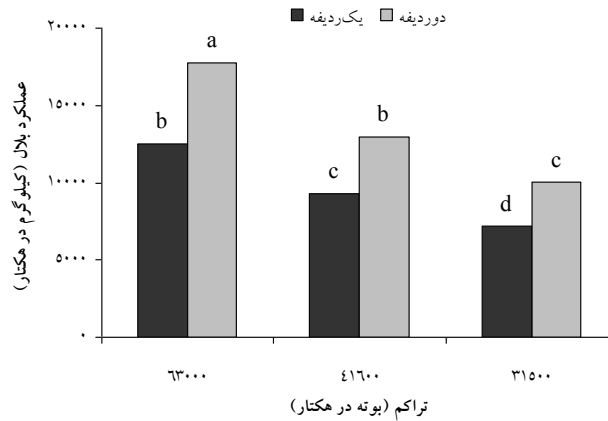 یک‌ردیفه دوردیفه
عملکرد بلال (کیلوگرم در هکتار)
۲۰۰۰۰
۱۵۰۰۰
۱۰۰۰۰
۵۰۰۰
۰
b a
c b
d c
۶۳۰۰۰ ٤۱۶۰۰ ۳۱۵۰۰
تراکم (بوته در هکتار)